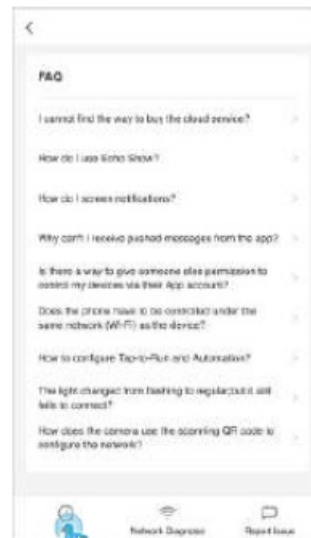 FAQ
I cannot find the way to buy the cloud service?
How do I use Echo Show?
How do I screen notifications?
Why can't I receive pushed messages from the app?
Is there a way to give someone else permission to
control my devices via their App account?
Does the phone have to be controlled under the
same network (Wi-Fi) as the device?
How to configure Tap-to-Run and Automation?
The light changed from flashing to regular,but it still
fails to connect?
How does the camera use the scanning QR code to
configure the network?
Network Diagnose
Report Issue